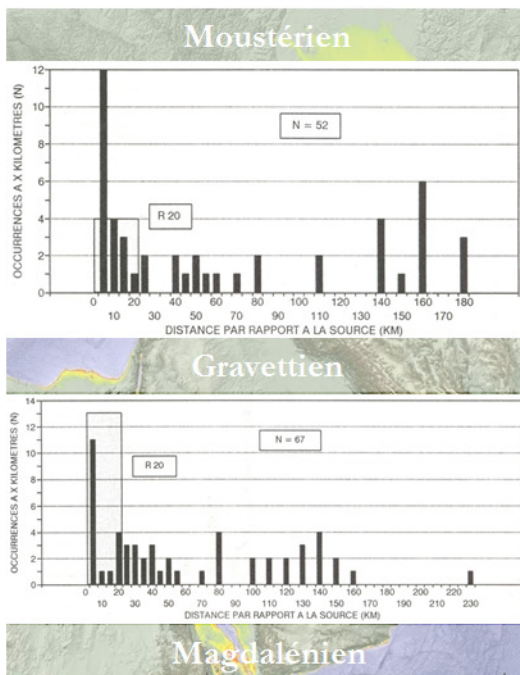 Moustérien
OCCURRENCES A X KILOMETRES (N)
12
10
8
6
4
2
0
N = 52
R 20
0 20 40 60 80 100 120 140 160 180
10 30 50 70 90 110 130 150 170
DISTANCE PAR RAPPORT A LA SOURCE (KM)
Gravettien
OCCURRENCES A X KILOMETRES (N)
14
12
10
8
6
4
2
0
N = 67
R 20
0 20 40 60 80 100 120 140 160 180 200 220
10 30 50 70 90 110 130 150 170 190 210 230
DISTANCE PAR RAPPORT A LA SOURCE (KM)
Magdalénien